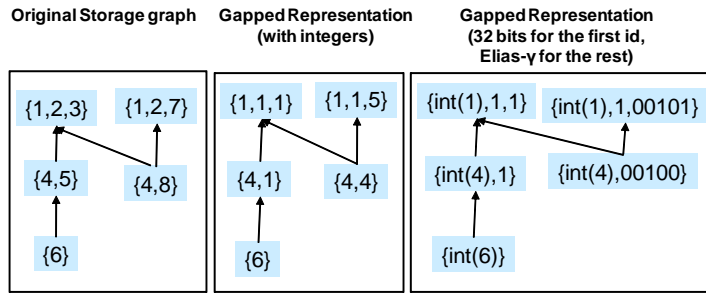 Original Storage graph
Gapped Representation
(with integers)
Gapped Representation
(32 bits for the first id,
Elias-γ for the rest)
{1,2,3} {1,2,7}
{4,5} {4,8}
{6}
{1,1,1} {1,1,5}
{4,1} {4,4}
{6}
{int(1),1,1} {int(1),1,00101}
{int(4),1} {int(4),00100}
{int(6)}